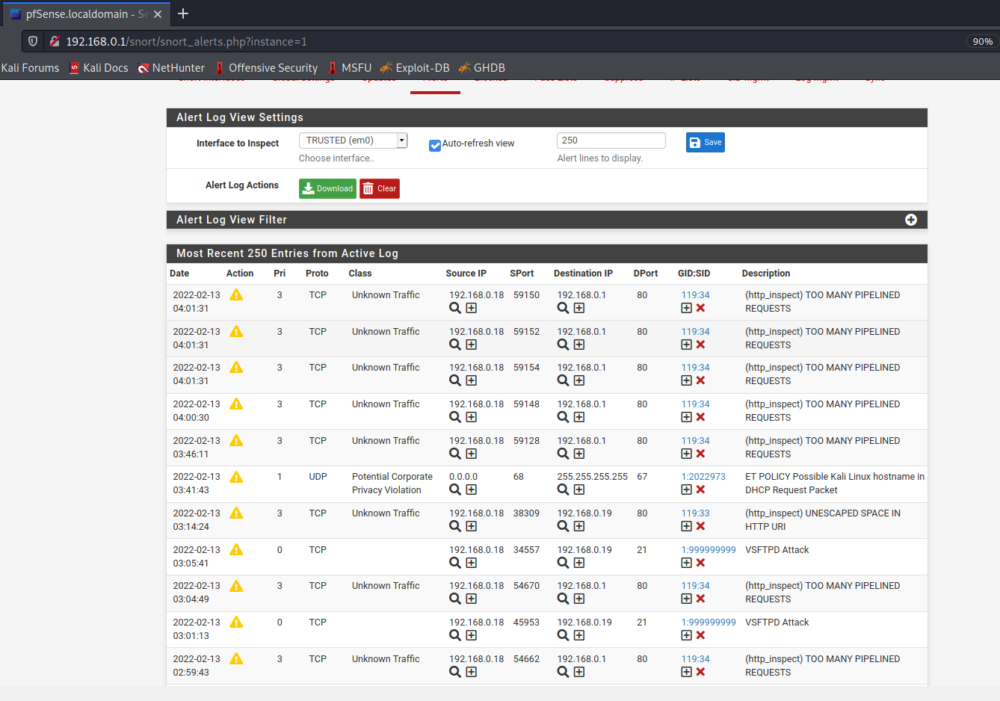 pfSense.localdomain - Se
192.168.0.1/snort/snort_alerts.php?instance=1
90%
Kali Forums Kali Docs NetHunter Offensive Security MSFU Exploit-DB GHDB
Alert Log View Settings
Interface to Inspect TRUSTED (em0) Auto-refresh view 250 Save
Choose interface.. Alert lines to display.
Alert Log Actions Download Clear
Alert Log View Filter
Most Recent 250 Entries from Active Log
Date Action Pri Proto Class Source IP SPort Destination IP DPort GID:SID Description
2022-02-13 3 TCP Unknown Traffic 192.168.0.18 59150 192.168.0.1 80 119:34 (http_inspect) TOO MANY PIPELINED
04:01:31 REQUESTS
2022-02-13 3 TCP Unknown Traffic 192.168.0.18 59152 192.168.0.1 80 119:34 (http_inspect) TOO MANY PIPELINED
04:01:31 REQUESTS
2022-02-13 3 TCP Unknown Traffic 192.168.0.18 59154 192.168.0.1 80 119:34 (http_inspect) TOO MANY PIPELINED
04:01:31 REQUESTS
2022-02-13 3 TCP Unknown Traffic 192.168.0.18 59148 192.168.0.1 80 119:34 (http_inspect) TOO MANY PIPELINED
04:00:30 REQUESTS
2022-02-13 3 TCP Unknown Traffic 192.168.0.18 59128 192.168.0.1 80 119:34 (http_inspect) TOO MANY PIPELINED
03:46:11 REQUESTS
2022-02-13 1 UDP Potential Corporate 0.0.0.0 68 255.255.255.255 67 1:2022973 ET POLICY Possible Kali Linux hostname in
03:41:43 Privacy Violation DHCP Request Packet
2022-02-13 3 TCP Unknown Traffic 192.168.0.18 38309 192.168.0.19 80 119:33 (http_inspect) UNESCAPED SPACE IN
03:14:24 HTTP URI
2022-02-13 0 TCP 192.168.0.18 34557 192.168.0.19 21 1:999999999 VSFTPD Attack
03:05:41
2022-02-13 3 TCP Unknown Traffic 192.168.0.18 54670 192.168.0.1 80 119:34 (http_inspect) TOO MANY PIPELINED
03:04:49 REQUESTS
2022-02-13 0 TCP 192.168.0.18 45953 192.168.0.19 21 1:999999999 VSFTPD Attack
03:01:13
2022-02-13 3 TCP Unknown Traffic 192.168.0.18 54662 192.168.0.1 80 119:34 (http_inspect) TOO MANY PIPELINED
02:59:43 REQUESTS